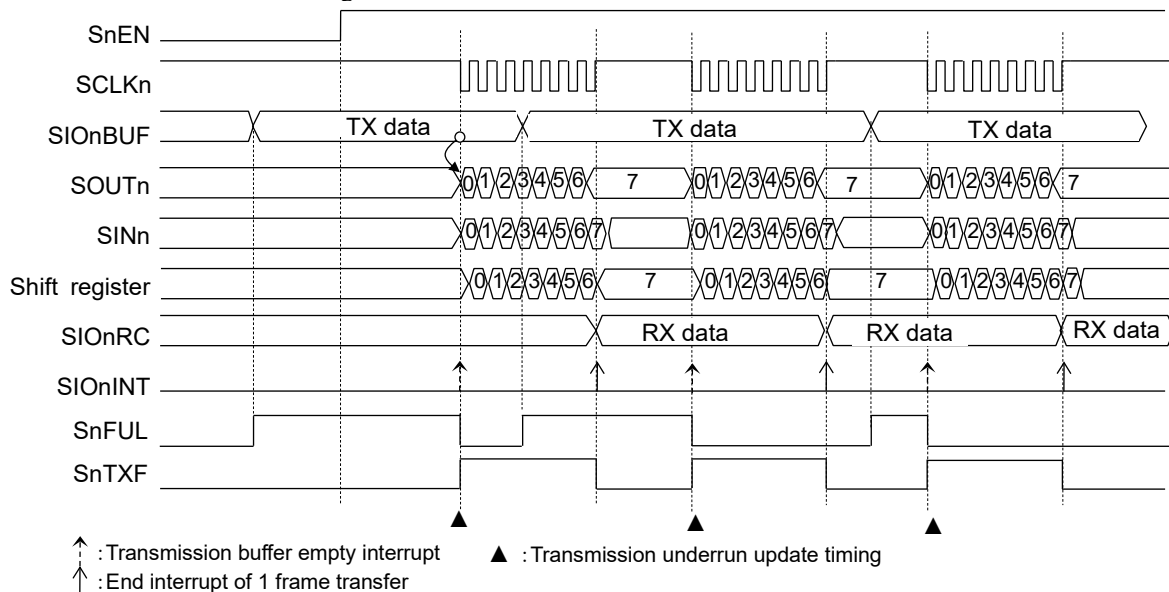 SnEN
SCLKn
SIOnBUF TX data TX data TX data
SOUTn 0 1 2 3 4 5 6 7 0 1 2 3 4 5 6 7 0 1 2 3 4 5 6 7
SINn 0 1 2 3 4 5 6 7 0 1 2 3 4 5 6 7 0 1 2 3 4 5 6 7
Shift register 0 1 2 3 4 5 6 7 0 1 2 3 4 5 6 7 0 1 2 3 4 5 6 7
SIOnRC RX data RX data RX data
SIOnINT
SnFUL
SnTXF
:Transmission buffer empty interrupt ▲ :Transmission underrun update timing
:End interrupt of 1 frame transfer